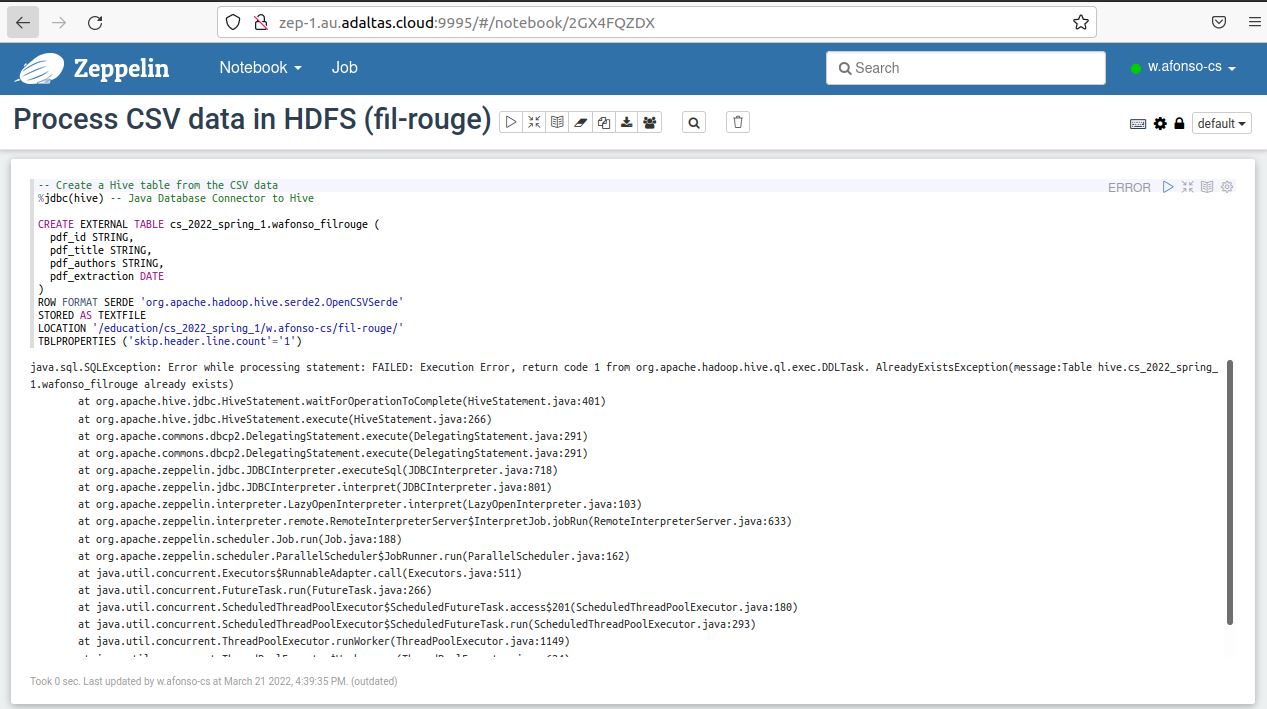 zep-1.au.adaltas.cloud:9995/#/notebook/2GX4FQZDX
Zeppelin Notebook Job Search w.afonso-cs
Process CSV data in HDFS (fil-rouge) default
-- Create a Hive table from the CSV data ERROR
%jdbc(hive) -- Java Database Connector to Hive
CREATE EXTERNAL TABLE cs_2022_spring_1.wafonso_filrouge (
pdf_id STRING,
pdf_title STRING,
pdf_authors STRING,
pdf_extraction DATE
)
ROW FORMAT SERDE 'org.apache.hadoop.hive.serde2.OpenCSVSerde'
STORED AS TEXTFILE
LOCATION '/education/cs_2022_spring_1/w.afonso-cs/fil-rouge/'
TBLPROPERTIES ('skip.header.line.count'='1')
java.sql.SQLException: Error while processing statement: FAILED: Execution Error, return code 1 from org.apache.hadoop.hive.ql.exec.DDLTask. AlreadyExistsException(message:Table hive.cs_2022_spring_
1.wafonso_filrouge already exists)
at org.apache.hive.jdbc.HiveStatement.waitForOperationToComplete(HiveStatement.java:401)
at org.apache.hive.jdbc.HiveStatement.execute(HiveStatement.java:266)
at org.apache.commons.dbcp2.DelegatingStatement.execute(DelegatingStatement.java:291)
at org.apache.commons.dbcp2.DelegatingStatement.execute(DelegatingStatement.java:291)
at org.apache.zeppelin.jdbc.JDBCInterpreter.executeSql(JDBCInterpreter.java:718)
at org.apache.zeppelin.jdbc.JDBCInterpreter.interpret(JDBCInterpreter.java:801)
at org.apache.zeppelin.interpreter.LazyOpenInterpreter.interpret(LazyOpenInterpreter.java:103)
at org.apache.zeppelin.interpreter.remote.RemoteInterpreterServer$InterpretJob.jobRun(RemoteInterpreterServer.java:633)
at org.apache.zeppelin.scheduler.Job.run(Job.java:188)
at org.apache.zeppelin.scheduler.ParallelScheduler$JobRunner.run(ParallelScheduler.java:162)
at java.util.concurrent.Executors$RunnableAdapter.call(Executors.java:511)
at java.util.concurrent.FutureTask.run(FutureTask.java:266)
at java.util.concurrent.ScheduledThreadPoolExecutor$ScheduledFutureTask.access$201(ScheduledThreadPoolExecutor.java:180)
at java.util.concurrent.ScheduledThreadPoolExecutor$ScheduledFutureTask.run(ScheduledThreadPoolExecutor.java:293)
at java.util.concurrent.ThreadPoolExecutor.runWorker(ThreadPoolExecutor.java:1149)
Took 0 sec. Last updated by w.afonso-cs at March 21 2022, 4:39:35 PM. (outdated)